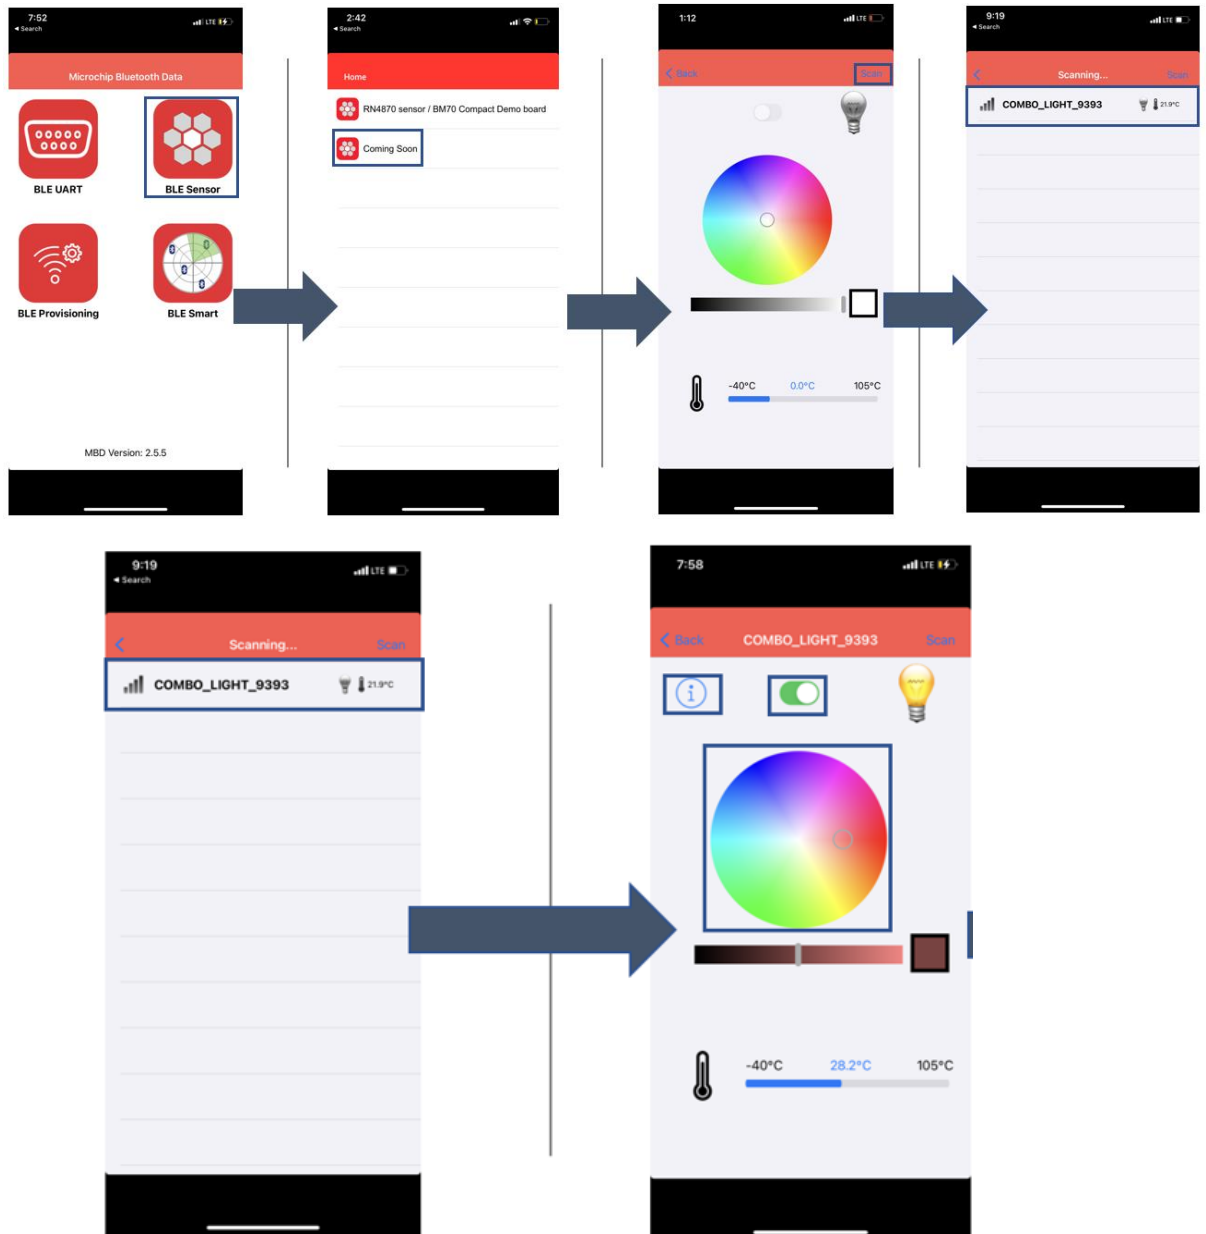 7:52
◄ Search
LTE
Microchip Bluetooth Data
BLE UART
BLE Sensor
BLE Provisioning
BLE Smart
MBD Version: 2.5.5
2:42
◄ Search
Home
RN4870 sensor / BM70 Compact Demo board
Coming Soon
1:12
LTE
Back
Scan
-40°C
0.0°C
105°C
9:19
◄ Search
LTE
Scanning...
Scan
COMBO_LIGHT_9393
21.9°C
9:19
◄ Search
LTE
Scanning...
Scan
COMBO_LIGHT_9393
21.9°C
7:58
LTE
Back
COMBO_LIGHT_9393
Scan
i
-40°C
28.2°C
105°C